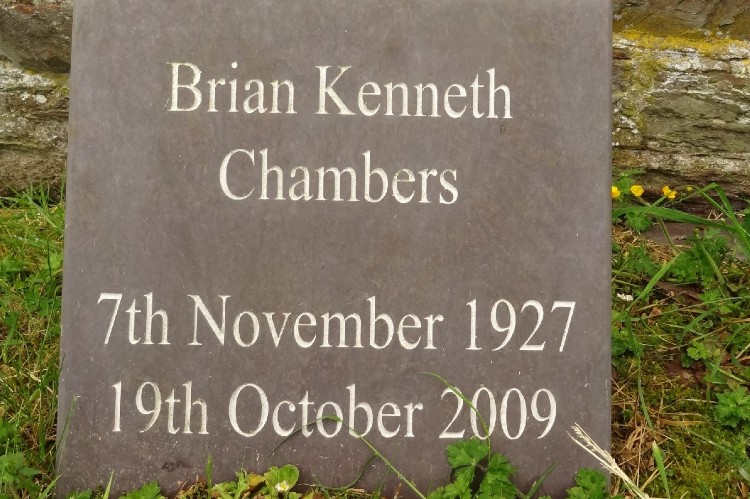 Brian Kenneth
Chambers
7th November 1927
19th October 2009